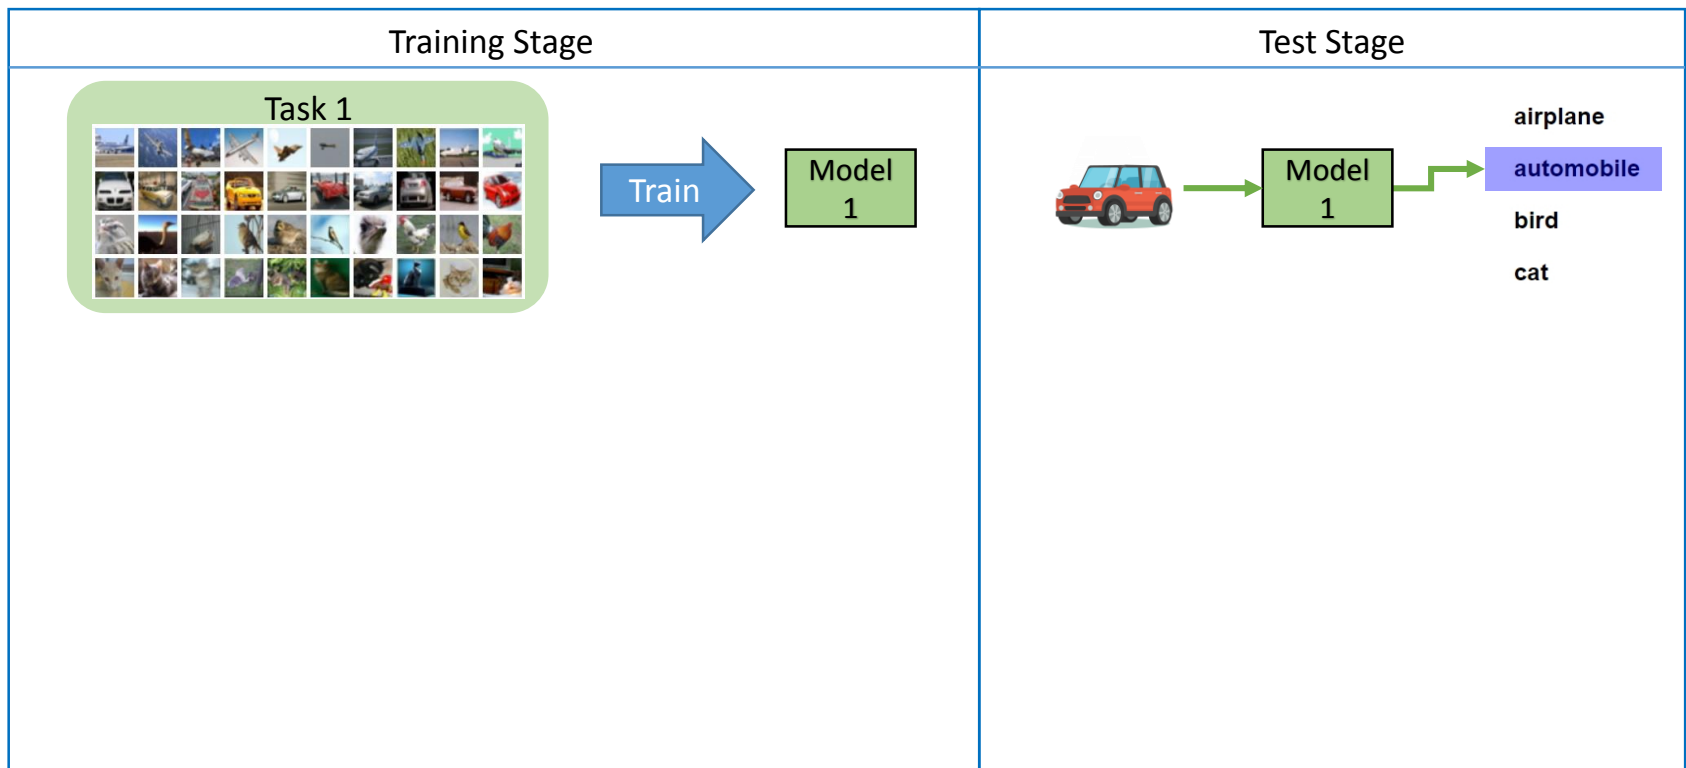 Training Stage
Test Stage
Task 1
Train
Model
1
Model
1
airplane
automobile
bird
cat